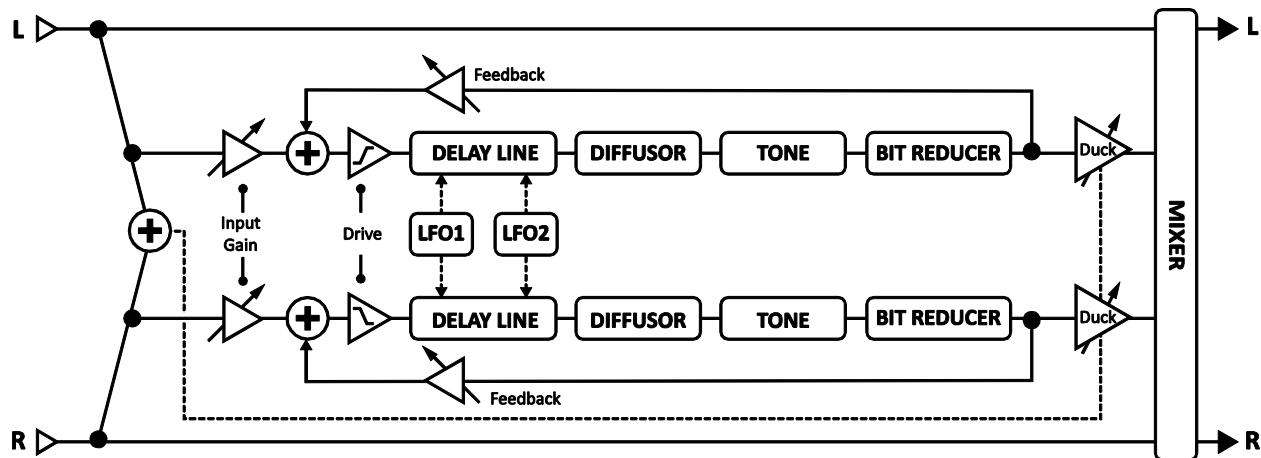 L
L
Feedback
DELAY LINE
DIFFUSOR
TONE
BIT REDUCER
Duck
Input
Gain
Drive
LFO1
LFO2
MIXER
DELAY LINE
DIFFUSOR
TONE
BIT REDUCER
Duck
Feedback
R
R